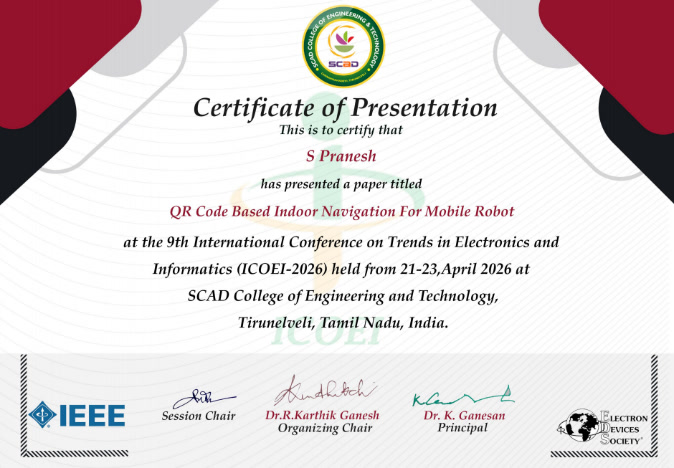 SCAD COLLEGE OF ENGINEERING & TECHNOLOGY
SCAD
Certificate of Presentation
This is to certify that
S Pranesh
has presented a paper titled
QR Code Based Indoor Navigation For Mobile Robot
at the 9th International Conference on Trends in Electronics and
Informatics (ICOEI-2026) held from 21-23,April 2026 at
SCAD College of Engineering and Technology,
Tirunelveli, Tamil Nadu, India.
ICOEI
IEEE
Session Chair
Dr.R.Karthik Ganesh
Organizing Chair
Dr. K. Ganesan
Principal
ELECTRON
DEVICES
SOCIETY®